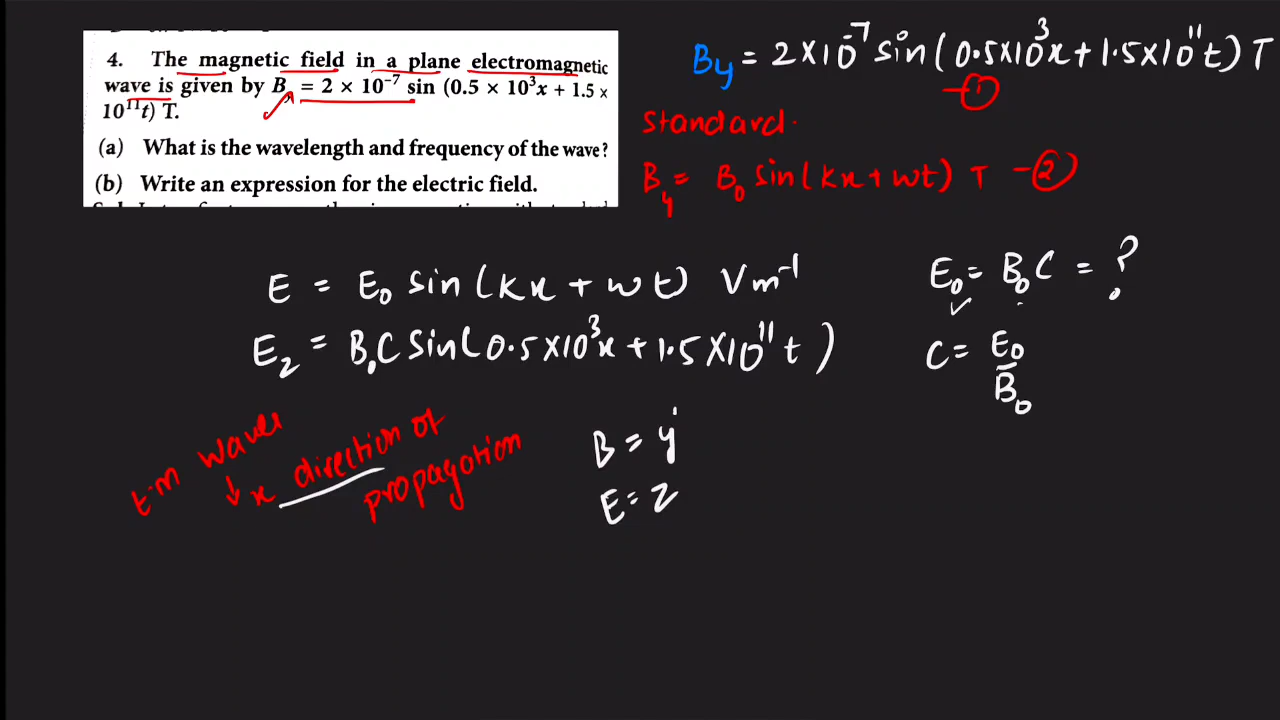 4. The magnetic field in a plane electromagnetic
wave is given by By = 2 × 10⁻⁷ sin (0.5 × 10³x + 1.5 ×
10¹¹t) T.
(a) What is the wavelength and frequency of the wave?
(b) Write an expression for the electric field.
By = 2×10⁻⁷ sin(0.5×10³x + 1.5×10¹¹t) T
-①
Standard.
By = B₀ sin(kx + wt) T -②
E = E₀ sin(kx + wt) Vm⁻¹
E₀ = B₀C = ?
Ez = B₀C Sin(0.5×10³x + 1.5×10¹¹t)
C = E₀/B₀
t.m waves
↓
x direction of
propagation
B = y
E = z